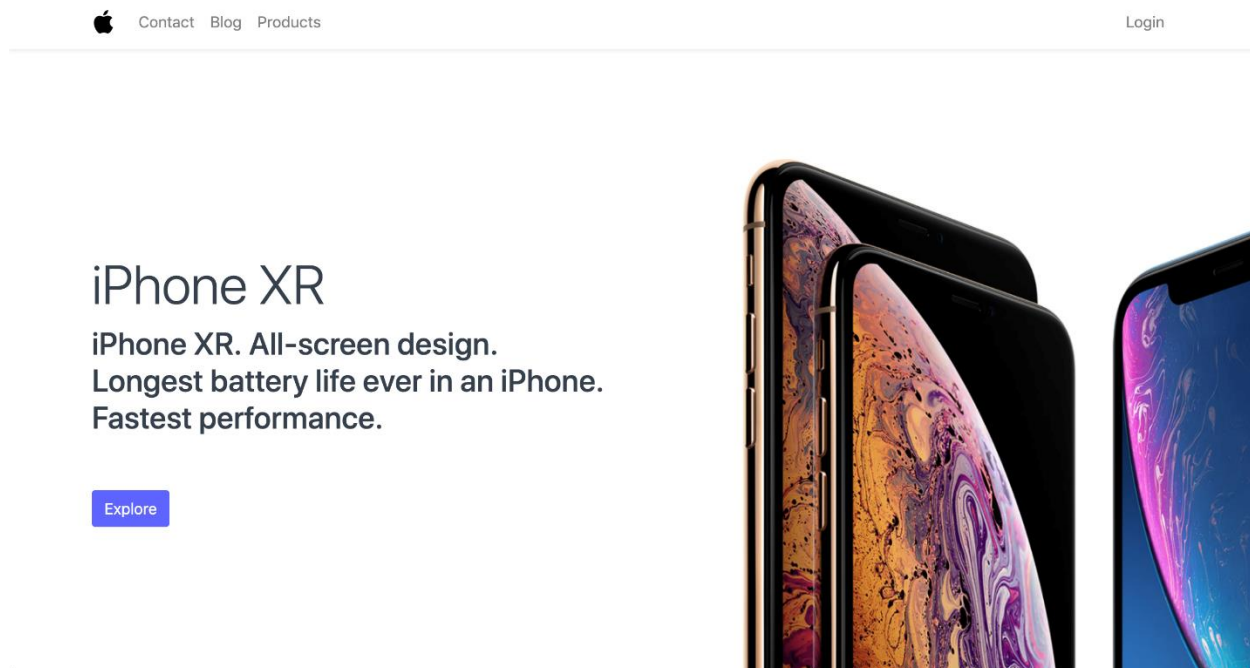 Contact Blog Products Login
iPhone XR
iPhone XR. All-screen design.
Longest battery life ever in an iPhone.
Fastest performance.
Explore